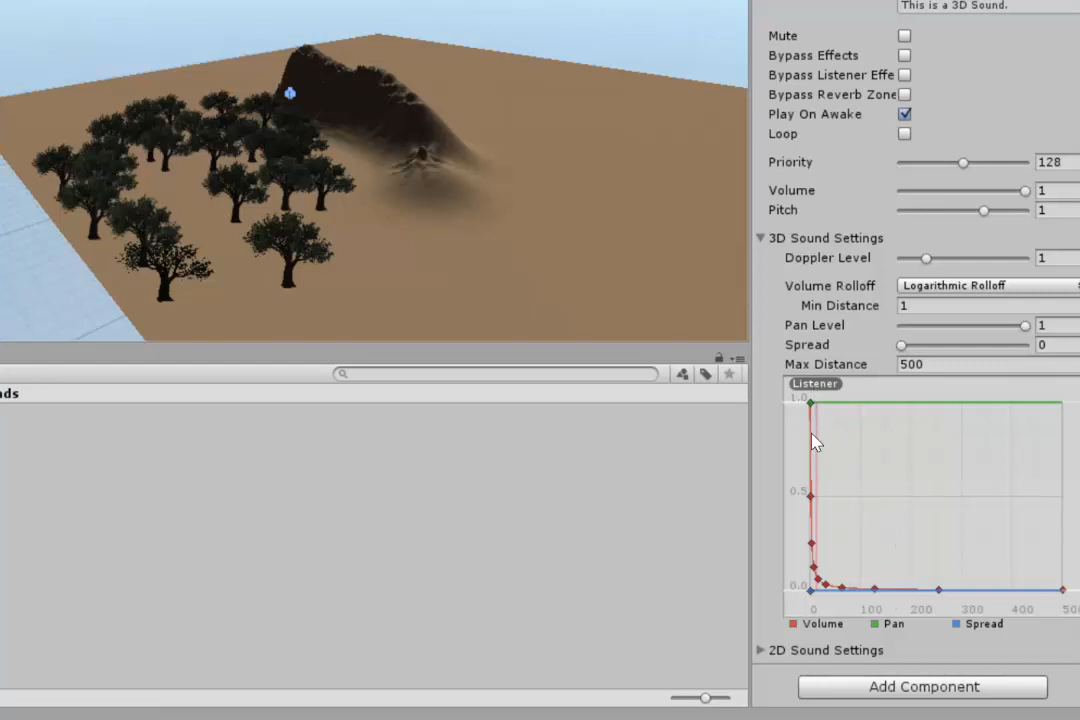 This is a 3D Sound.
Mute
Bypass Effects
Bypass Listener Effe
Bypass Reverb Zone
Play On Awake
Loop
Priority 128
Volume 1
Pitch 1
3D Sound Settings
Doppler Level 1
Volume Rolloff Logarithmic Rolloff
Min Distance 1
Pan Level 1
Spread 0
Max Distance 500
Listener
nds
1.0
0.5
0.0
0 100 200 300 400 500
Volume Pan Spread
2D Sound Settings
Add Component